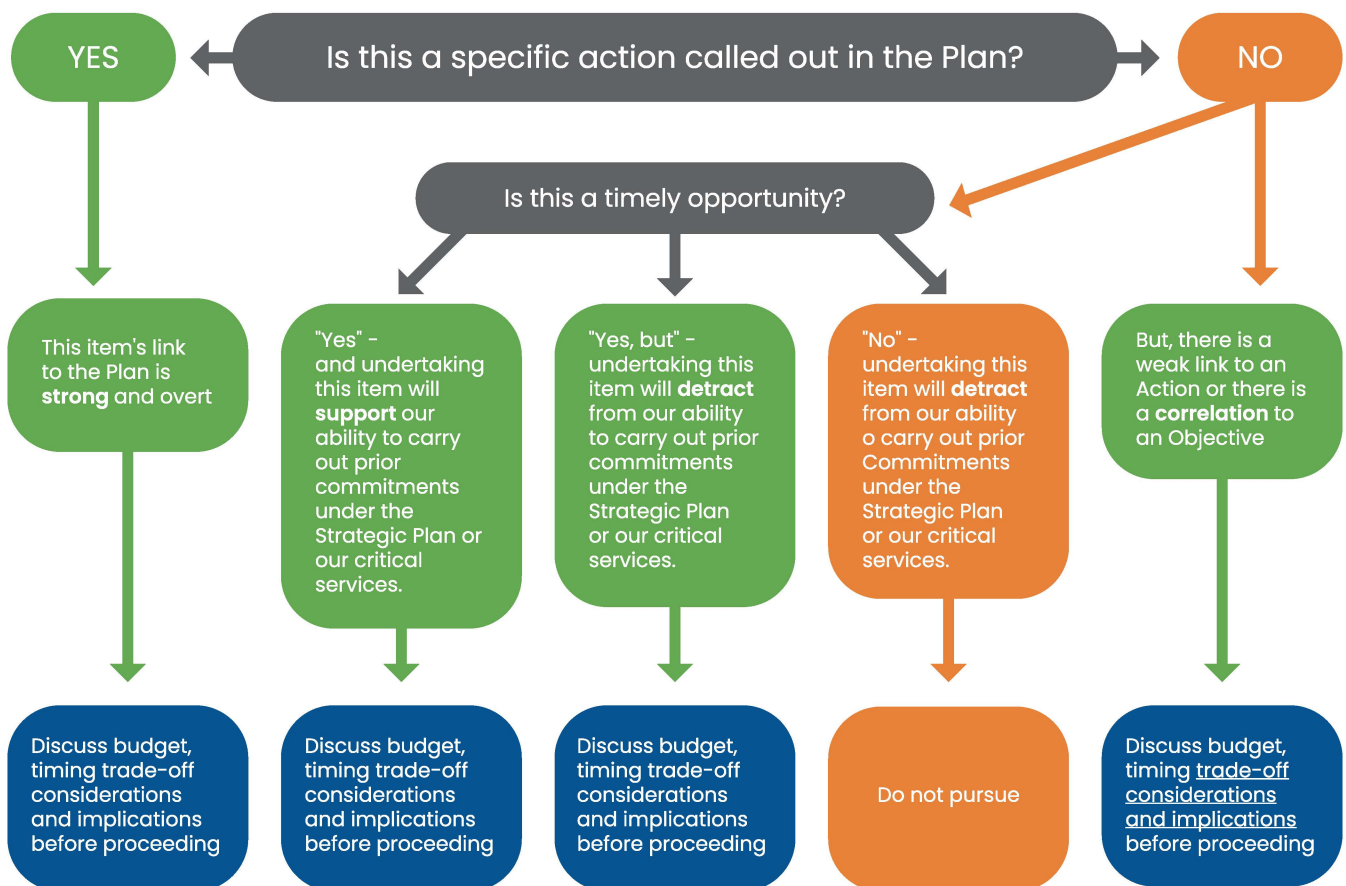 YES
Is this a specific action called out in the Plan?
NO
Is this a timely opportunity?
This item's link
to the Plan is
strong and overt
"Yes" -
and undertaking
this item will
support our
ability to carry
out prior
commitments
under the
Strategic Plan or
our critical
services.
"Yes, but" -
undertaking this
item will detract
from our ability
to carry out prior
commitments
under the
Strategic Plan
or our critical
services.
"No" -
undertaking this
item will detract
from our ability
o carry out prior
Commitments
under the
Strategic Plan
or our critical
services.
But, there is a
weak link to an
Action or there is
a correlation to
an Objective
Discuss budget,
timing trade-off
considerations
and implications
before proceeding
Discuss budget,
timing trade-off
considerations
and implications
before proceeding
Discuss budget,
timing trade-off
considerations
and implications
before proceeding
Do not pursue
Discuss budget,
timing trade-off
considerations
and implications
before proceeding